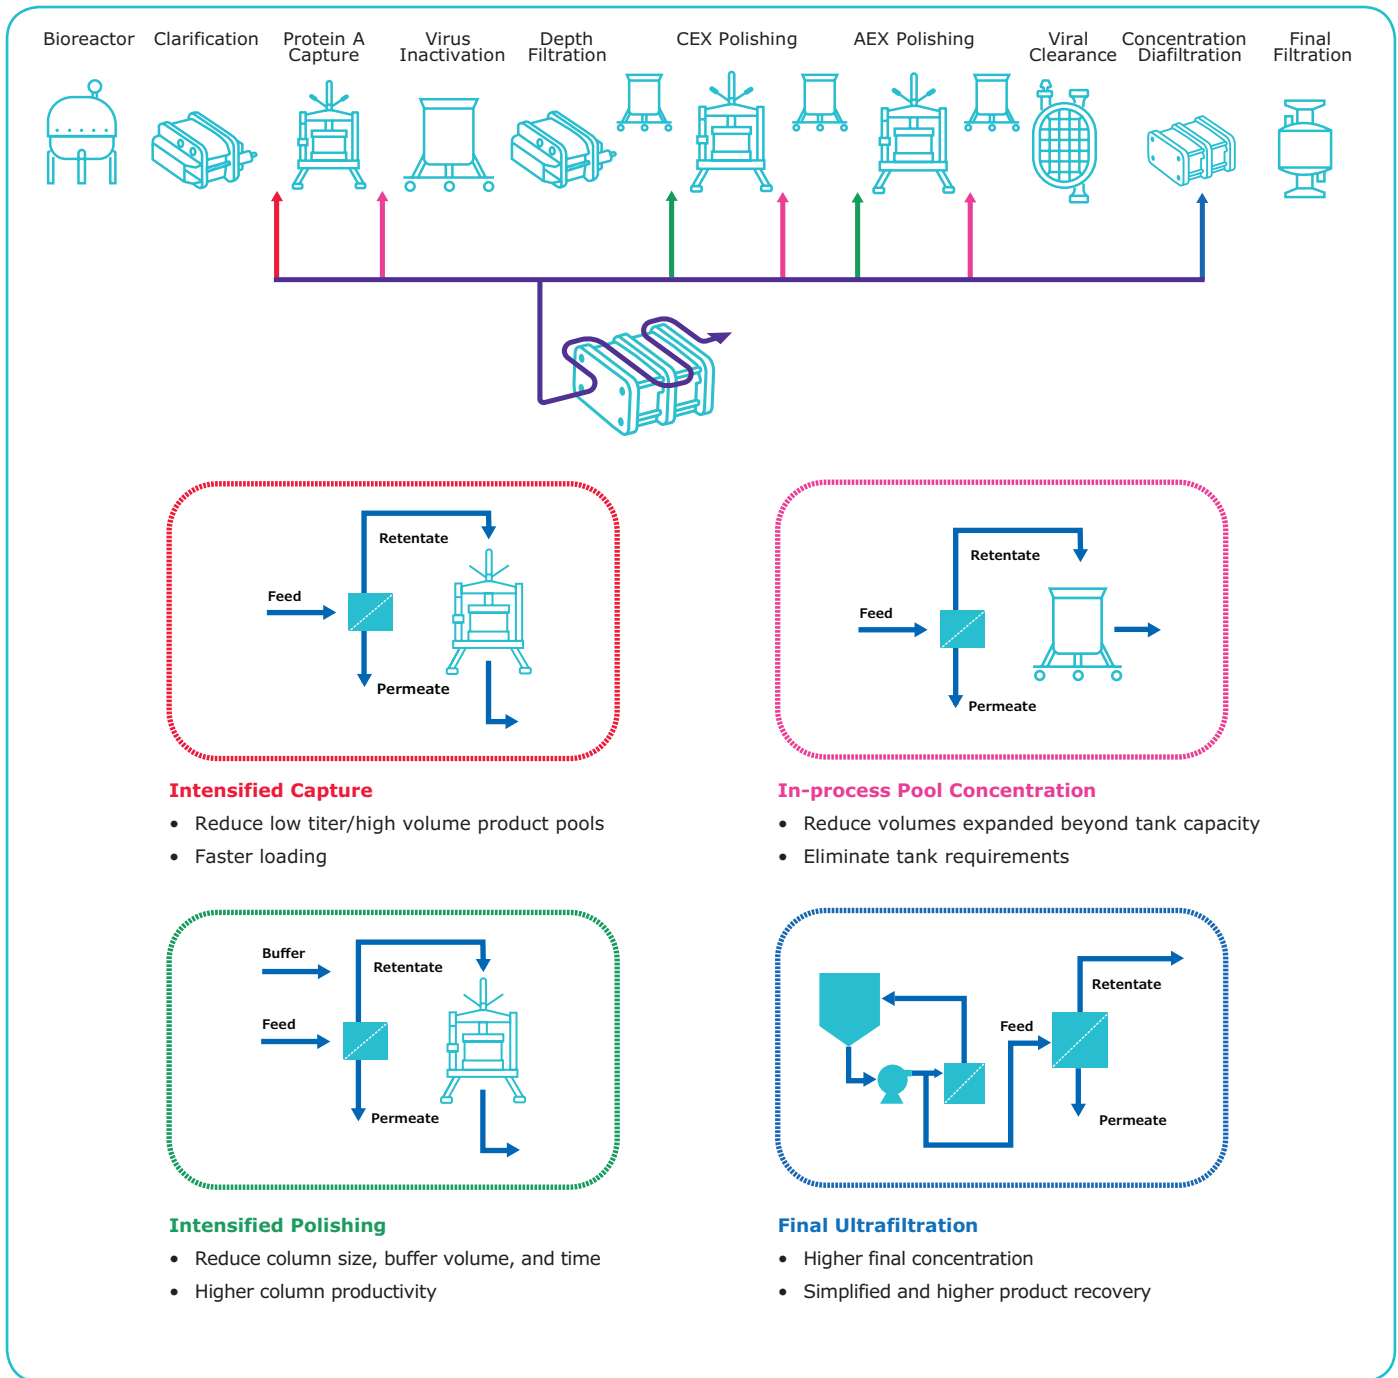 Bioreactor
Clarification
Protein A
Capture
Virus
Inactivation
Depth
Filtration
CEX Polishing
AEX Polishing
Viral
Clearance
Concentration
Diafiltration
Final
Filtration
Retentate
Feed
Permeate
Intensified Capture
• Reduce low titer/high volume product pools
• Faster loading
Retentate
Feed
Permeate
In-process Pool Concentration
• Reduce volumes expanded beyond tank capacity
• Eliminate tank requirements
Buffer
Retentate
Feed
Permeate
Intensified Polishing
• Reduce column size, buffer volume, and time
• Higher column productivity
Retentate
Feed
Permeate
Final Ultrafiltration
• Higher final concentration
• Simplified and higher product recovery